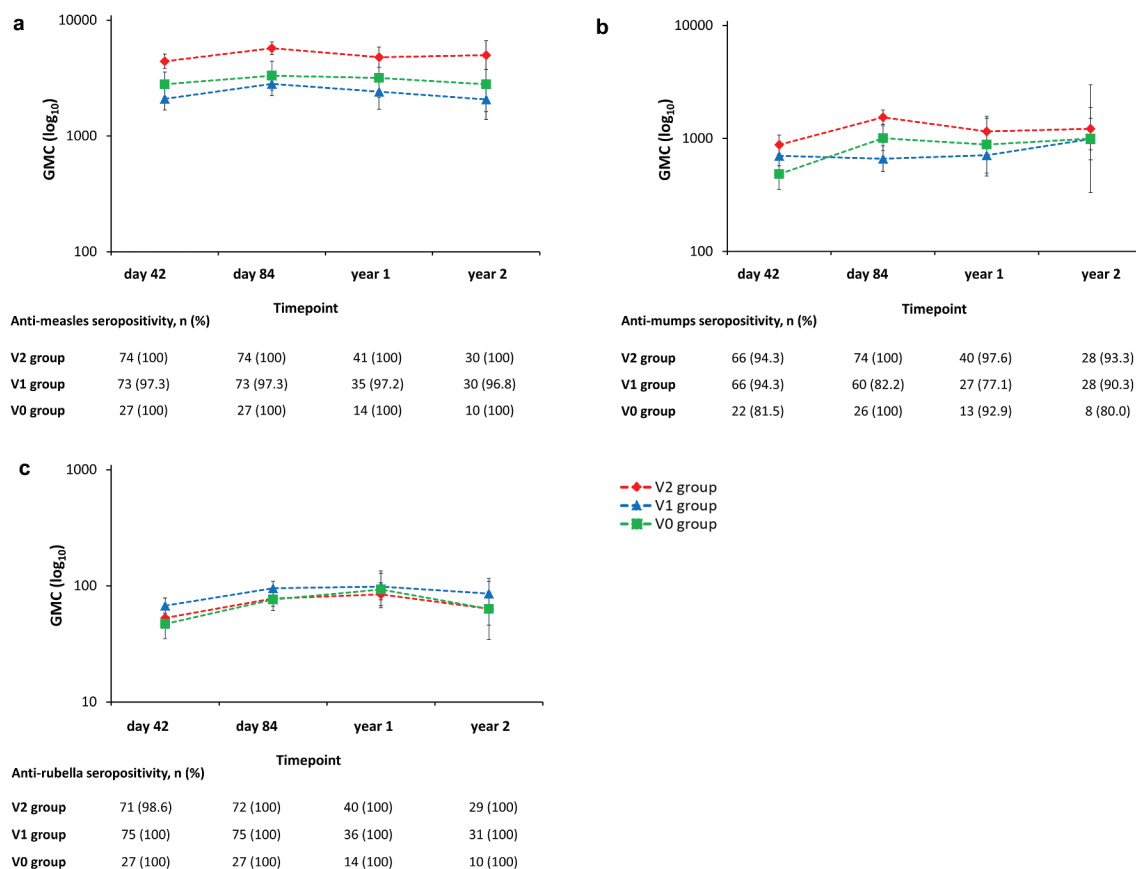 a
10000
1000
100
GMC (log10)
day 42 day 84 year 1 year 2
Timepoint
Anti-measles seropositivity, n (%)
V2 group 74 (100) 74 (100) 41 (100) 30 (100)
V1 group 73 (97.3) 73 (97.3) 35 (97.2) 30 (96.8)
V0 group 27 (100) 27 (100) 14 (100) 10 (100)
b
10000
1000
100
GMC (log10)
day 42 day 84 year 1 year 2
Timepoint
Anti-mumps seropositivity, n (%)
V2 group 66 (94.3) 74 (100) 40 (97.6) 28 (93.3)
V1 group 66 (94.3) 60 (82.2) 27 (77.1) 28 (90.3)
V0 group 22 (81.5) 26 (100) 13 (92.9) 8 (80.0)
c
1000
100
10
GMC (log10)
day 42 day 84 year 1 year 2
Timepoint
Anti-rubella seropositivity, n (%)
V2 group 71 (98.6) 72 (100) 40 (100) 29 (100)
V1 group 75 (100) 75 (100) 36 (100) 31 (100)
V0 group 27 (100) 27 (100) 14 (100) 10 (100)
V2 group
V1 group
V0 group